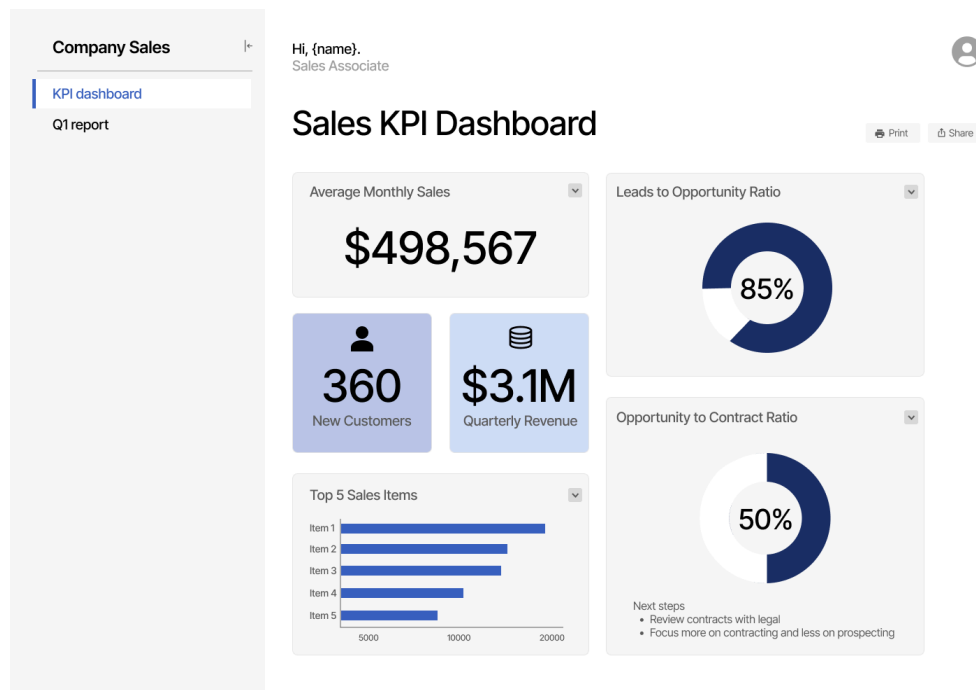 Company Sales
KPI dashboard
Q1 report
Hi, {name}.
Sales Associate
Sales KPI Dashboard
Print
Share
Average Monthly Sales
$498,567
360
New Customers
$3.1M
Quarterly Revenue
Top 5 Sales Items
Item 1
Item 2
Item 3
Item 4
Item 5
5000
10000
20000
Leads to Opportunity Ratio
85%
Opportunity to Contract Ratio
50%
Next steps
• Review contracts with legal
• Focus more on contracting and less on prospecting